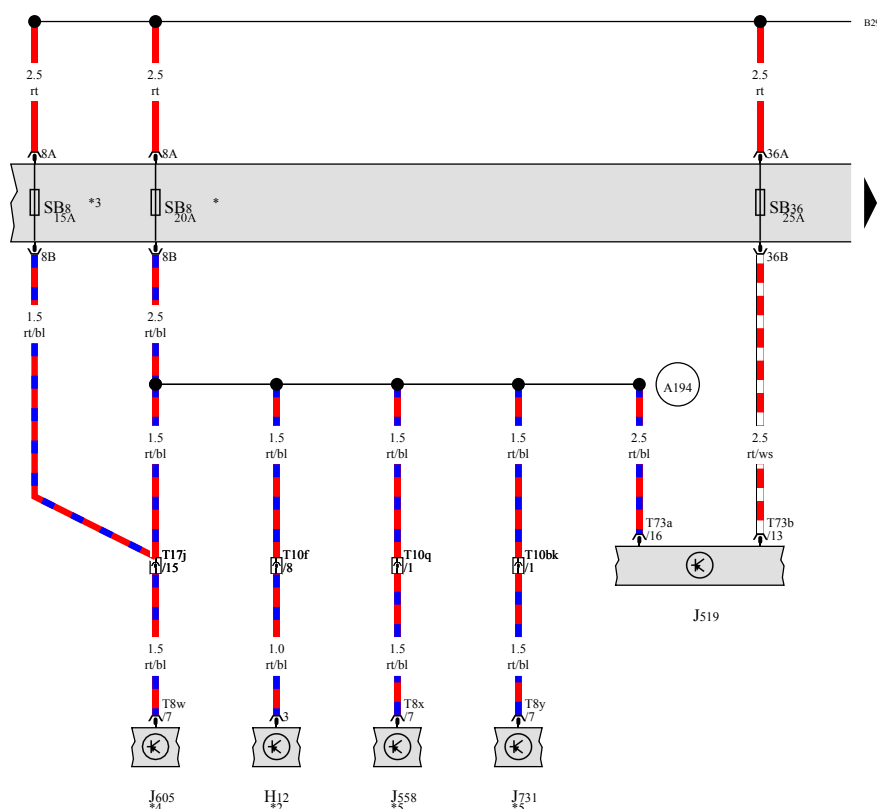 B29
2.5
rt
2.5
rt
2.5
rt
8A
8A
36A
SB8
15A
*3
SB8
20A
*
SB36
25A
8B
8B
36B
1.5
rt/bl
2.5
rt/bl
A194
1.5
rt/bl
1.5
rt/bl
1.5
rt/bl
1.5
rt/bl
2.5
rt/bl
2.5
rt/ws
T73a
/16
T73b
/13
T17j
/15
T10f
/8
T10q
/1
T10bk
/1
J519
1.5
rt/bl
1.0
rt/bl
1.5
rt/bl
1.5
rt/bl
T8w
/7
3
T8x
/7
T8y
/7
J605
*4
H12
*2
J558
*5
J731
*5